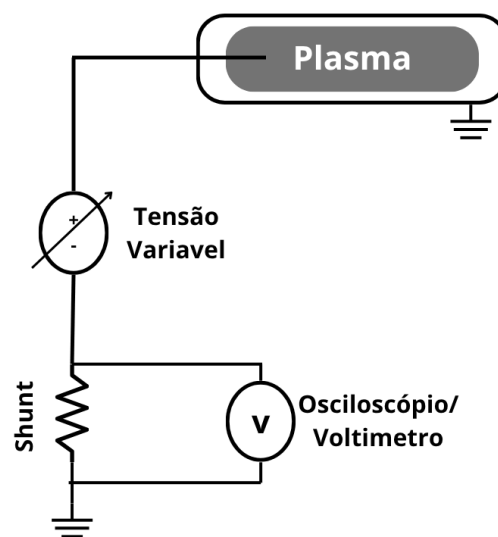 Plasma
+
-
Tensão
Variavel
Shunt
V
Osciloscópio/
Voltimetro